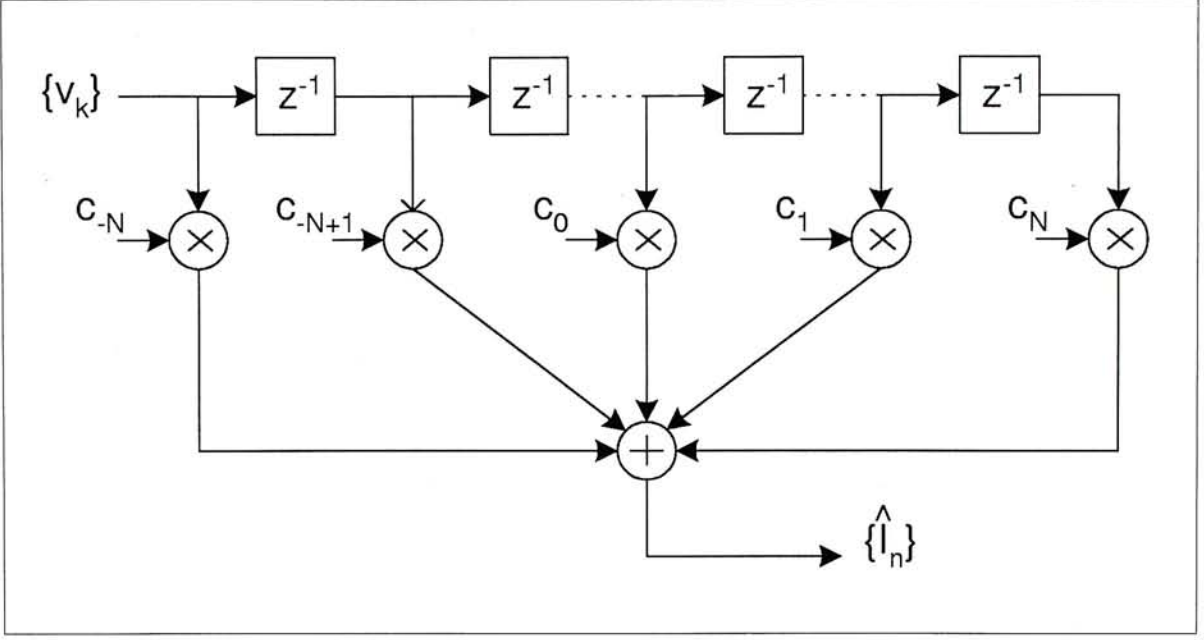 {v_k} z^-1 z^-1 z^-1 z^-1
c_-N c_-N+1 c_0 c_1 c_N
× × × × ×
+
{Î_n}